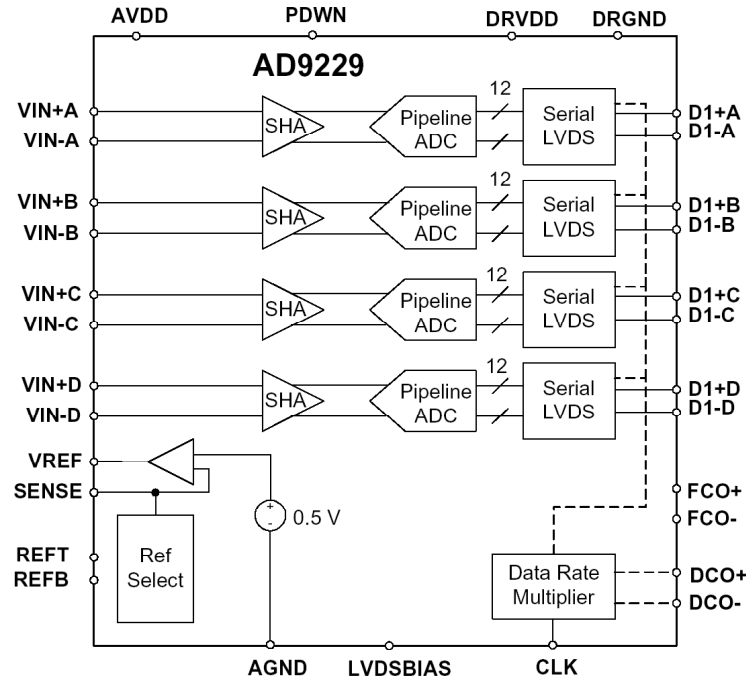 AVDD PDWN DRVDD DRGND
AD9229
VIN+A
VIN-A
SHA
Pipeline
ADC
12
Serial
LVDS
D1+A
D1-A
VIN+B
VIN-B
SHA
Pipeline
ADC
12
Serial
LVDS
D1+B
D1-B
VIN+C
VIN-C
SHA
Pipeline
ADC
12
Serial
LVDS
D1+C
D1-C
VIN+D
VIN-D
SHA
Pipeline
ADC
12
Serial
LVDS
D1+D
D1-D
VREF
SENSE
+
-
0.5 V
FCO+
FCO-
REFT
REFB
Ref
Select
Data Rate
Multiplier
DCO+
DCO-
AGND LVDSBIAS CLK